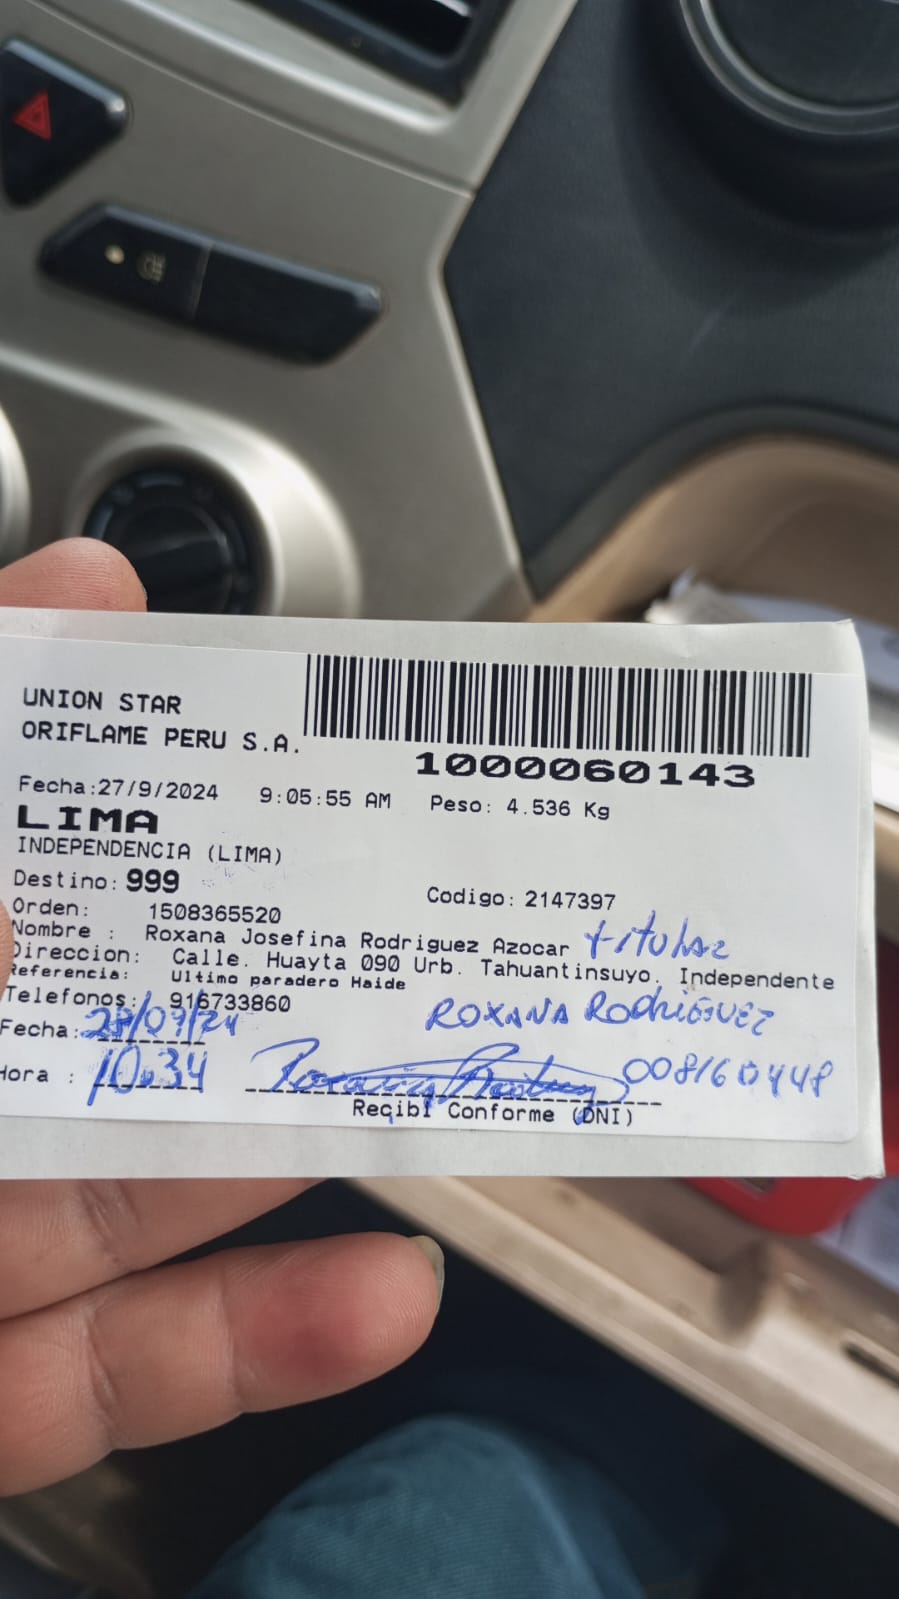 UNION STAR
ORIFLAME PERU S.A.
1000060143
Fecha:27/9/2024 9:05:55 AM Peso: 4.536 Kg
LIMA
INDEPENDENCIA (LIMA)
Destino: 999 Codigo: 2147397
Orden: 1508365520
Nombre : Roxana Josefina Rodriguez Azocar titular
Direccion: Calle. Huayta 090 Urb. Tahuantinsuyo. Independente
Referencia: Ultimo paradero Haide
Telefonos: 916733860 ROXANA RODRIGUEZ
Fecha: 28/09/24
Hora : 10:34 008160448
Recibi Conforme (DNI)